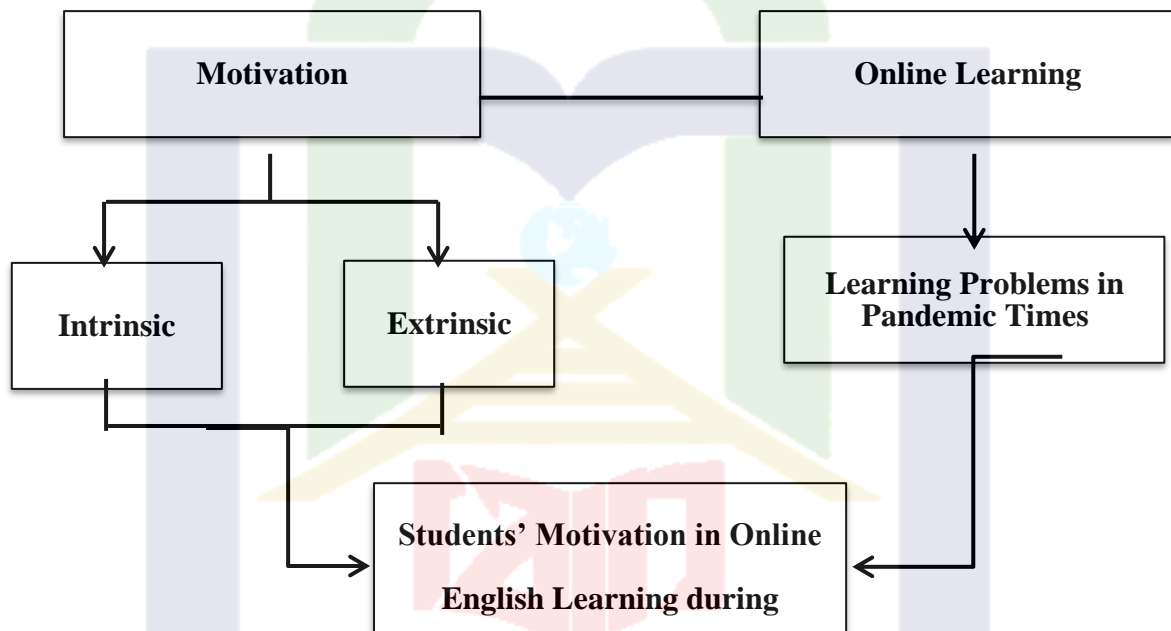 Motivation
Online Learning
Intrinsic
Extrinsic
Learning Problems in
Pandemic Times
Students’ Motivation in Online
English Learning during